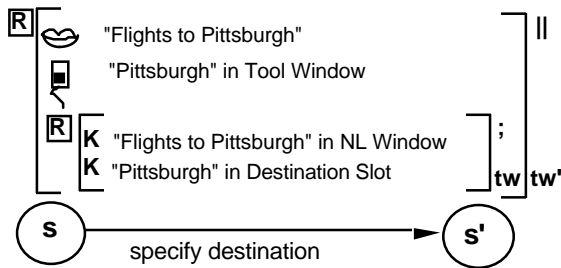 R "Flights to Pittsburgh" ||
"Pittsburgh" in Tool Window
R K "Flights to Pittsburgh" in NL Window ;
K "Pittsburgh" in Destination Slot tw tw'
s s'
specify destination